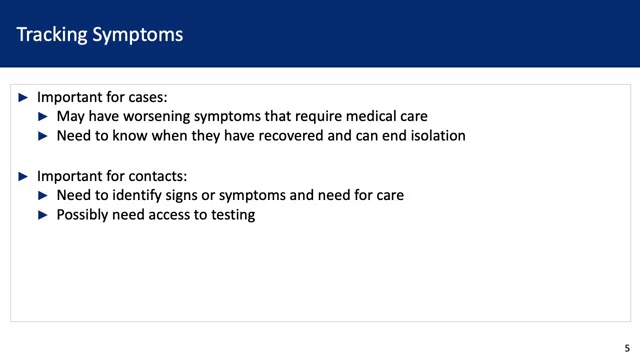 Tracking Symptoms
► Important for cases:
► May have worsening symptoms that require medical care
► Need to know when they have recovered and can end isolation
► Important for contacts:
► Need to identify signs or symptoms and need for care
► Possibly need access to testing
5